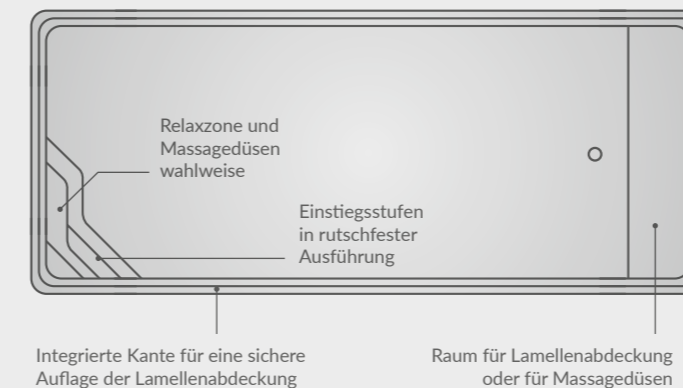 Relaxzone und
Massagedüsen
wahlweise
Einstiegsstufen
in rutschfester
Ausführung
Integrierte Kante für eine sichere
Auflage der Lamellenabdeckung
Raum für Lamellenabdeckung
oder für Massagedüsen